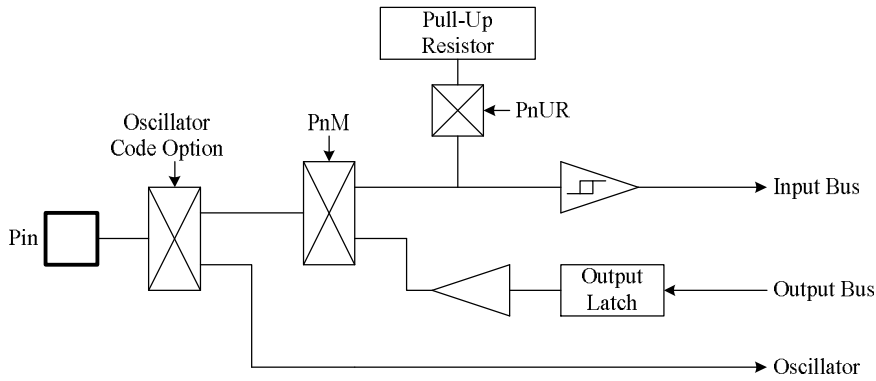 Pull-Up
Resistor
PnUR
Oscillator
Code Option
PnM
Pin
Input Bus
Output
Latch
Output Bus
Oscillator